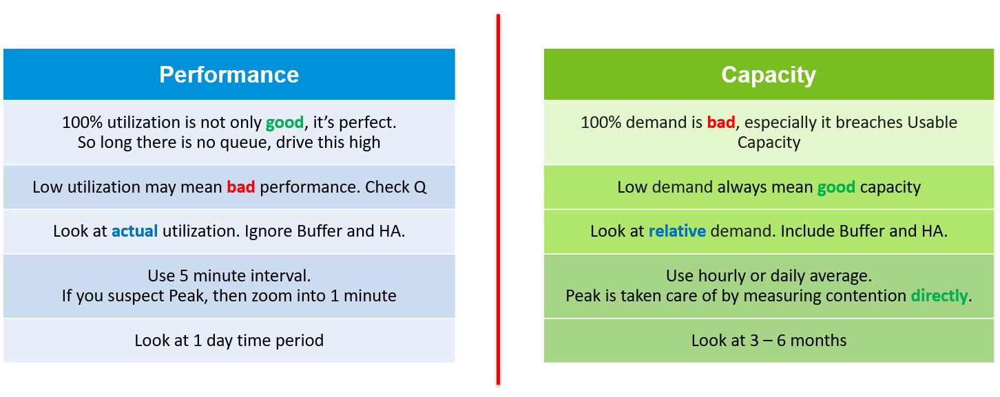 Performance
100% utilization is not only good, it’s perfect.
So long there is no queue, drive this high
Low utilization may mean bad performance. Check Q
Look at actual utilization. Ignore Buffer and HA.
Use 5 minute interval.
If you suspect Peak, then zoom into 1 minute
Look at 1 day time period
Capacity
100% demand is bad, especially it breaches Usable
Capacity
Low demand always mean good capacity
Look at relative demand. Include Buffer and HA.
Use hourly or daily average.
Peak is taken care of by measuring contention directly.
Look at 3 – 6 months